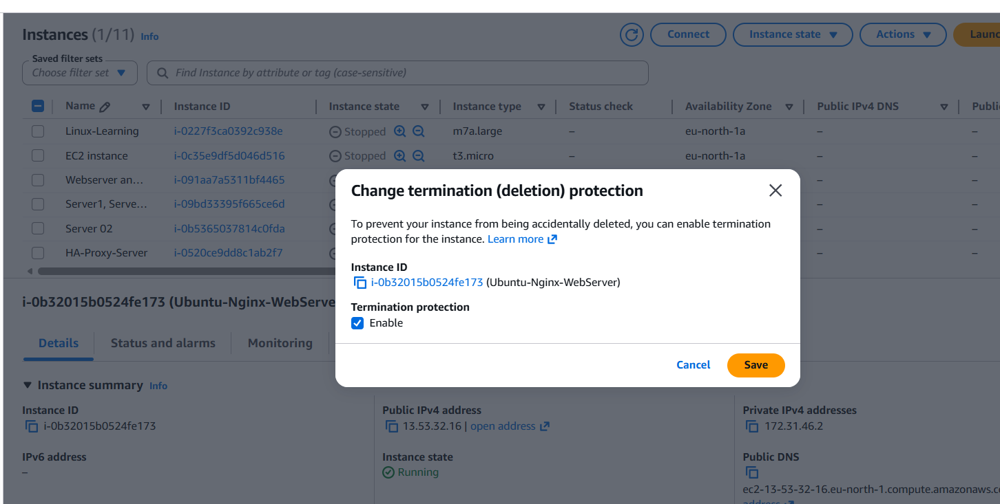 Instances (1/11) Info
Connect
Instance state
Actions
Saved filter sets
Choose filter set
Find Instance by attribute or tag (case-sensitive)
Name Instance ID Instance state Instance type Status check Availability Zone Public IPv4 DNS
Linux-Learning i-0227f3ca0392c938e Stopped m7a.large – eu-north-1a – –
EC2 instance i-0c35e9df5d046d516 Stopped t3.micro – eu-north-1a – –
Webserver an... i-091aa7a5311bf4465 – –
Server1, Serve... i-09bd33395f665ce6d – –
Server 02 i-0b5365037814c0fda – –
HA-Proxy-Server i-0520ce9dd8c1ab2f7 – –
Change termination (deletion) protection
To prevent your instance from being accidentally deleted, you can enable termination
protection for the instance. Learn more
Instance ID
i-0b32015b0524fe173 (Ubuntu-Nginx-WebServer)
Termination protection
Enable
Cancel
Save
i-0b32015b0524fe173 (Ubuntu-Nginx-WebServe
Details Status and alarms Monitoring
Instance summary Info
Instance ID
i-0b32015b0524fe173
Public IPv4 address
13.53.32.16 | open address
Private IPv4 addresses
172.31.46.2
IPv6 address
–
Instance state
Running
Public DNS
ec2-13-53-32-16.eu-north-1.compute.amazonaws.c
address